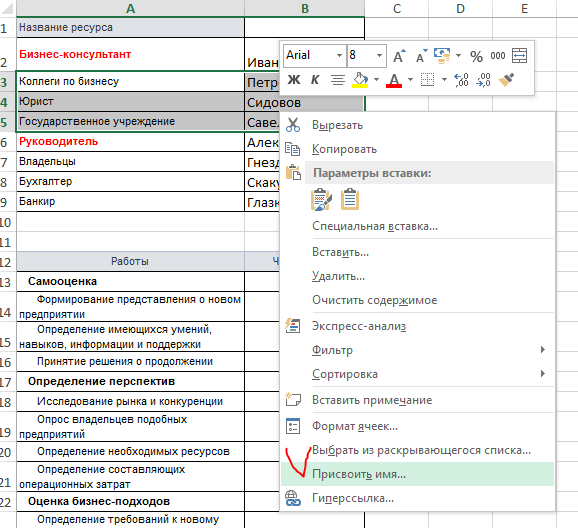 A B C D E
1 Название ресурса
2 Бизнес-консультант Иван
Arial 8 A A % 000
Ж К A ,0 ,00 ,00 ,0
3 Коллеги по бизнесу Петр
4 Юрист Сидовов
5 Государственное учреждение Саве
6 Руководитель Алек
7 Владельцы Гнезд
8 Бухгалтер Скаку
9 Банкир Глазк
10
11
12 Работы Ч
13 Самооценка
14 Формирование представления о новом
предприятии
15 Определение имеющихся умений,
навыков, информации и поддержки
16 Принятие решения о продолжении
17 Определение перспектив
18 Исследование рынка и конкуренции
19 Опрос владельцев подобных
предприятий
20 Определение необходимых ресурсов
21 Определение составляющих
операционных затрат
22 Оценка бизнес-подходов
Определение требований к новому
Вырезать
Копировать
Параметры вставки:
Специальная вставка...
Вставить...
Удалить...
Очистить содержимое
Экспресс-анализ
Фильтр
Сортировка
Вставить примечание
Формат ячеек...
Выбрать из раскрывающегося списка...
Присвоить имя...
Гиперссылка...